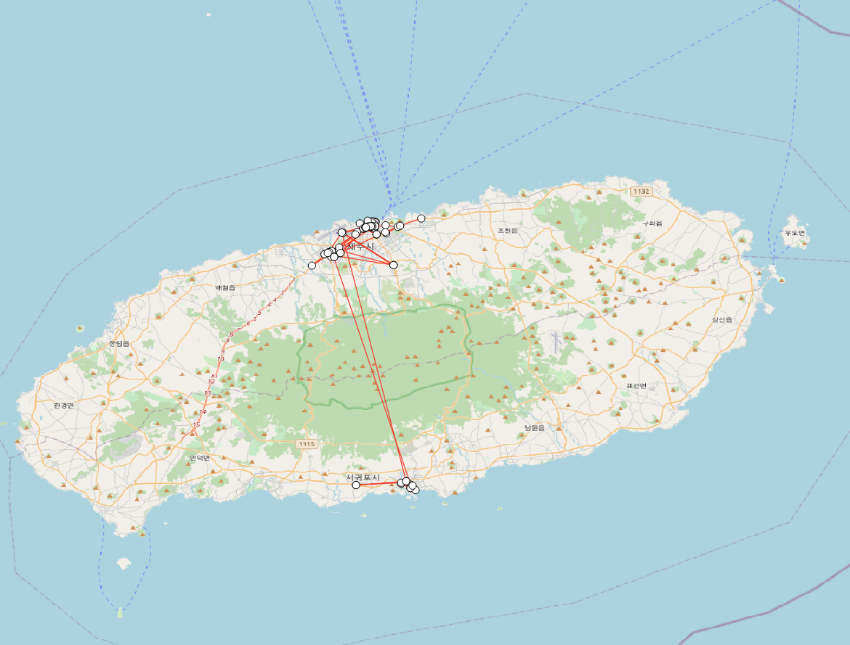 1132
구좌읍
우도면
조천읍
제주시
애월읍
성산읍
한림읍
표선면
한경면
남원읍
1115
안덕면
서귀포시